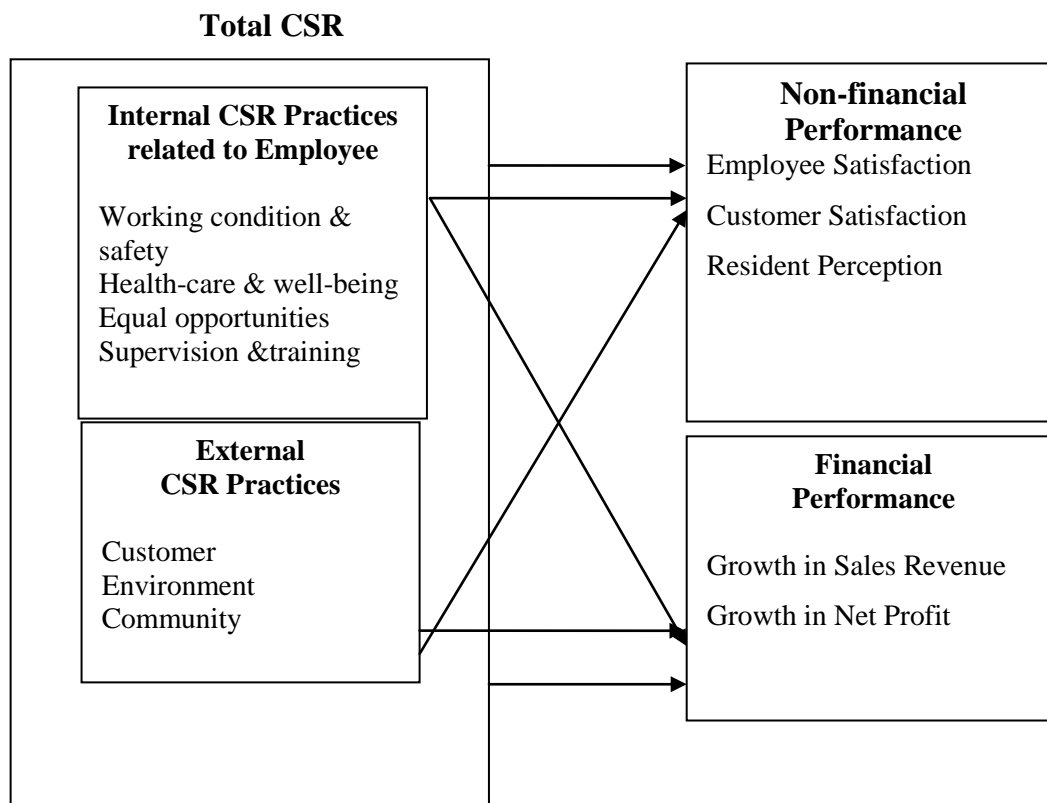 Total CSR
Internal CSR Practices
related to Employee
Working condition &
safety
Health-care & well-being
Equal opportunities
Supervision &training
External
CSR Practices
Customer
Environment
Community
Non-financial
Performance
Employee Satisfaction
Customer Satisfaction
Resident Perception
Financial
Performance
Growth in Sales Revenue
Growth in Net Profit